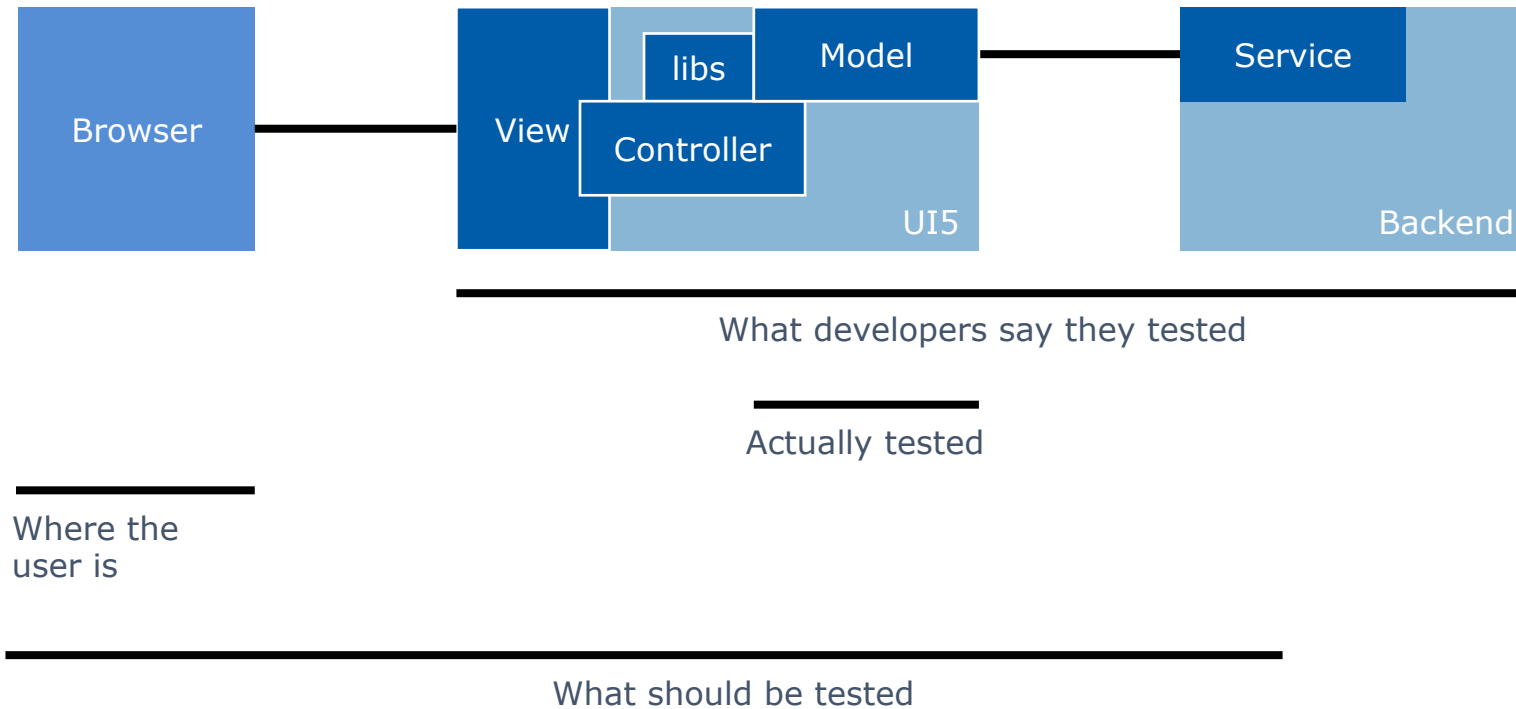 Browser
View
libs
Model
Controller
UI5
Service
Backend
What developers say they tested
Actually tested
Where the
user is
What should be tested